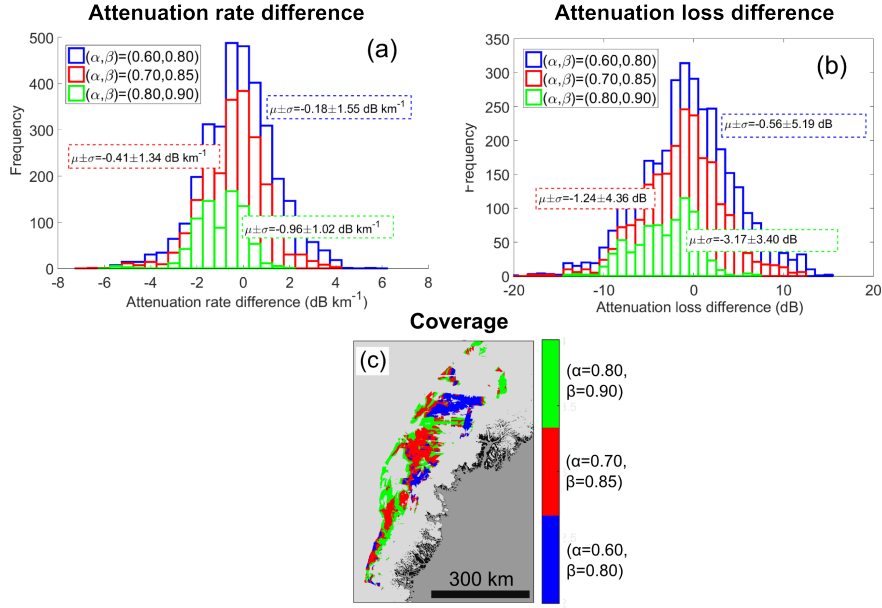 Attenuation rate difference
500
400
300
200
100
0
Frequency
(α,β)=(0.60,0.80)
(α,β)=(0.70,0.85)
(α,β)=(0.80,0.90)
(a)
μ±σ=-0.18±1.55 dB km⁻¹
μ±σ=-0.41±1.34 dB km⁻¹
μ±σ=-0.96±1.02 dB km⁻¹
-8 -6 -4 -2 0 2 4 6 8
Attenuation rate difference (dB km⁻¹)
Attenuation loss difference
350
300
250
200
150
100
50
0
Frequency
(α,β)=(0.60,0.80)
(α,β)=(0.70,0.85)
(α,β)=(0.80,0.90)
(b)
μ±σ=-0.56±5.19 dB
μ±σ=-1.24±4.36 dB
μ±σ=-3.17±3.40 dB
-20 -10 0 10 20
Attenuation loss difference (dB)
Coverage
(c)
300 km
(α=0.80,
β=0.90)
(α=0.70,
β=0.85)
(α=0.60,
β=0.80)